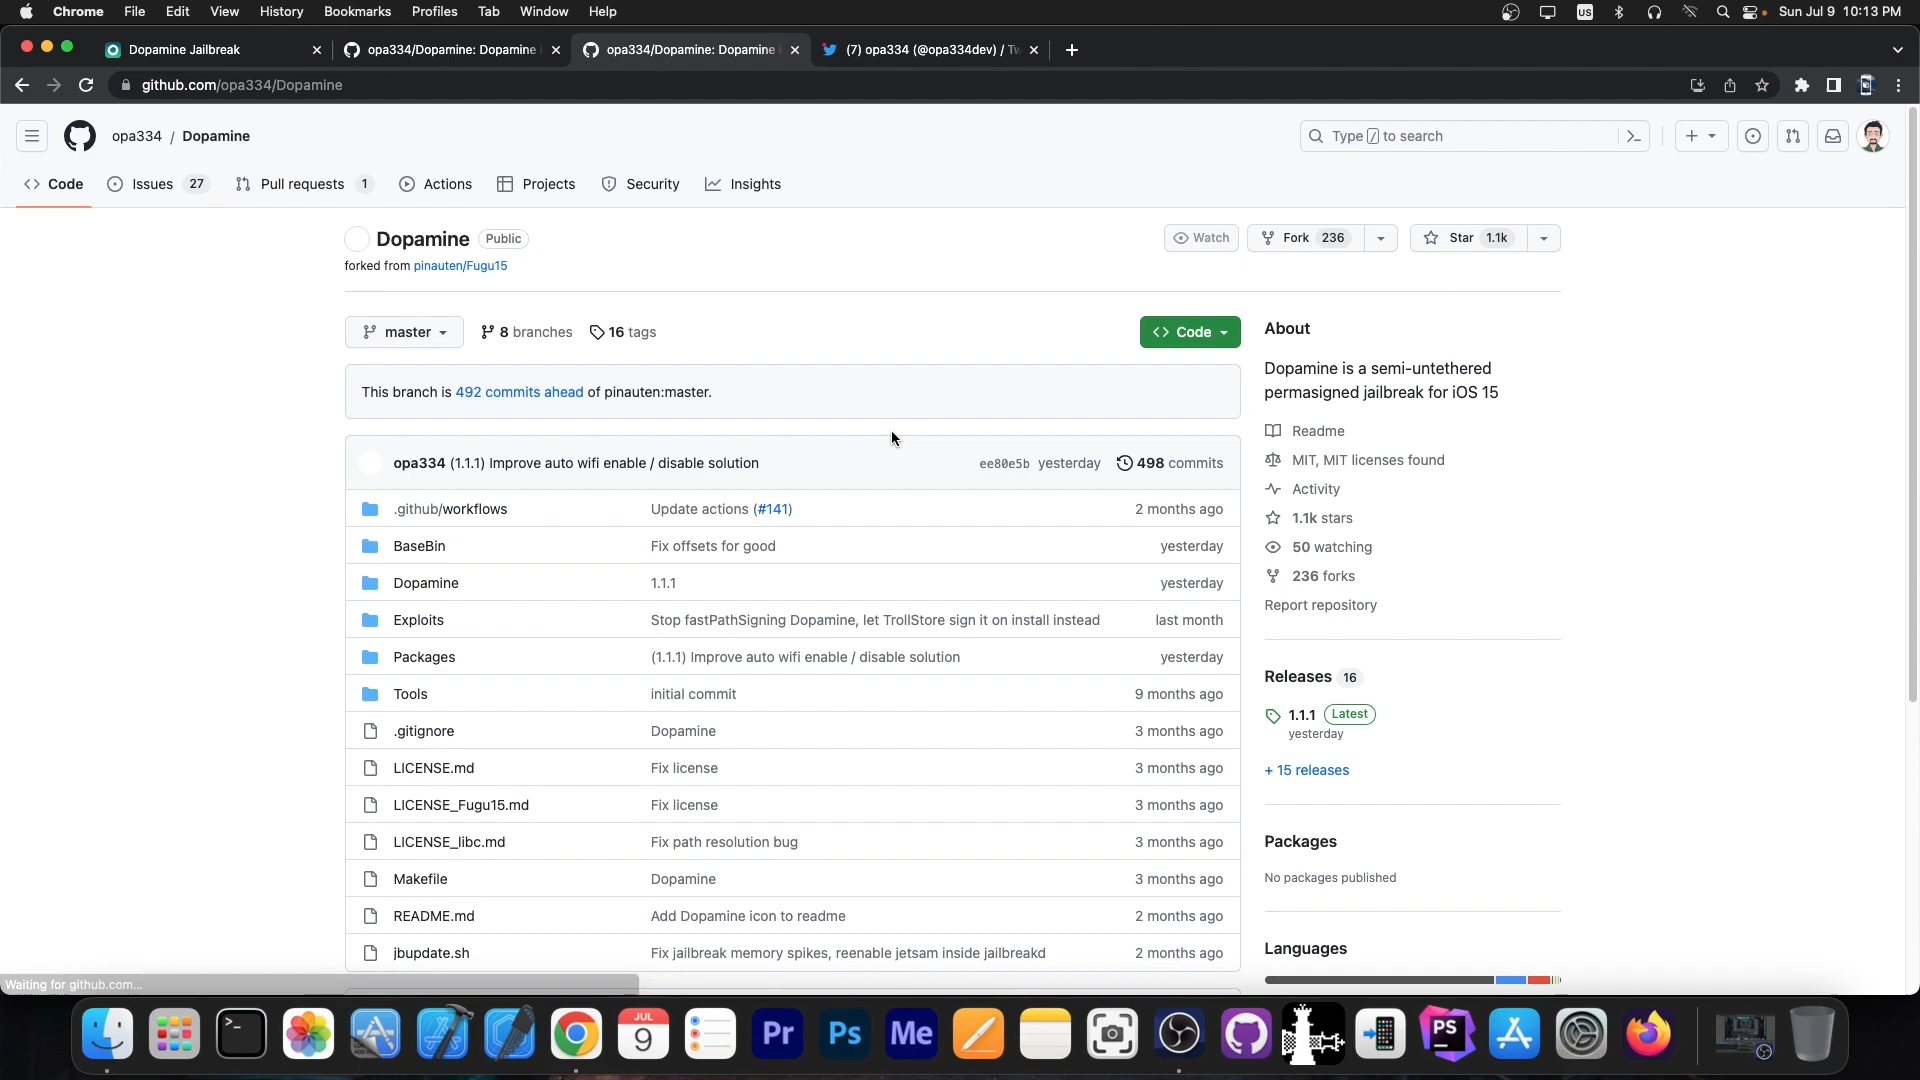 Chrome File Edit View History Bookmarks Profiles Tab Window Help US Sun Jul 9 10:13 PM
Dopamine Jailbreak opa334/Dopamine: Dopamine opa334/Dopamine: Dopamine (7) opa334 (@opa334dev) / Tw
github.com/opa334/Dopamine
opa334 / Dopamine Type / to search
Code Issues 27 Pull requests 1 Actions Projects Security Insights
Dopamine Public Watch Fork 236 Star 1.1k
forked from pinauten/Fugu15
master 8 branches 16 tags Code
This branch is 492 commits ahead of pinauten:master.
opa334 (1.1.1) Improve auto wifi enable / disable solution ee80e5b yesterday 498 commits
.github/workflows Update actions (#141) 2 months ago
BaseBin Fix offsets for good yesterday
Dopamine 1.1.1 yesterday
Exploits Stop fastPathSigning Dopamine, let TrollStore sign it on install instead last month
Packages (1.1.1) Improve auto wifi enable / disable solution yesterday
Tools initial commit 9 months ago
.gitignore Dopamine 3 months ago
LICENSE.md Fix license 3 months ago
LICENSE_Fugu15.md Fix license 3 months ago
LICENSE_libc.md Fix path resolution bug 3 months ago
Makefile Dopamine 3 months ago
README.md Add Dopamine icon to readme 2 months ago
jbupdate.sh Fix jailbreak memory spikes, reenable jetsam inside jailbreakd 2 months ago
About
Dopamine is a semi-untethered
permasigned jailbreak for iOS 15
Readme
MIT, MIT licenses found
Activity
1.1k stars
50 watching
236 forks
Report repository
Releases 16
1.1.1 Latest
yesterday
+ 15 releases
Packages
No packages published
Languages
Waiting for github.com...
JUL
9
Pr Ps Me PS